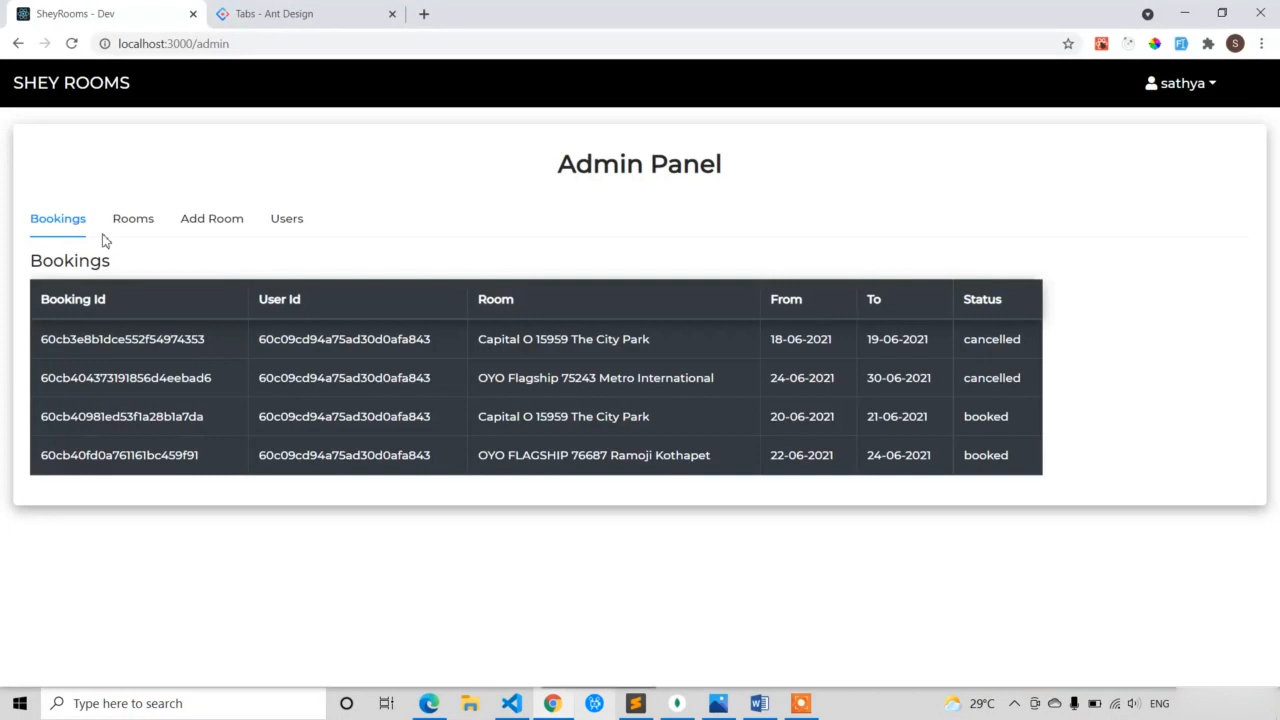 SheyRooms - Dev
Tabs - Ant Design
localhost:3000/admin
S
SHEY ROOMS
sathya
Admin Panel
Bookings Rooms Add Room Users
Bookings
Booking Id User Id Room From To Status
60cb3e8b1dce552f54974353 60c09cd94a75ad30d0afa843 Capital O 15959 The City Park 18-06-2021 19-06-2021 cancelled
60cb404373191856d4eebad6 60c09cd94a75ad30d0afa843 OYO Flagship 75243 Metro International 24-06-2021 30-06-2021 cancelled
60cb40981ed53f1a28b1a7da 60c09cd94a75ad30d0afa843 Capital O 15959 The City Park 20-06-2021 21-06-2021 booked
60cb40fd0a761161bc459f91 60c09cd94a75ad30d0afa843 OYO FLAGSHIP 76687 Ramoji Kothapet 22-06-2021 24-06-2021 booked
Type here to search
29°C
ENG